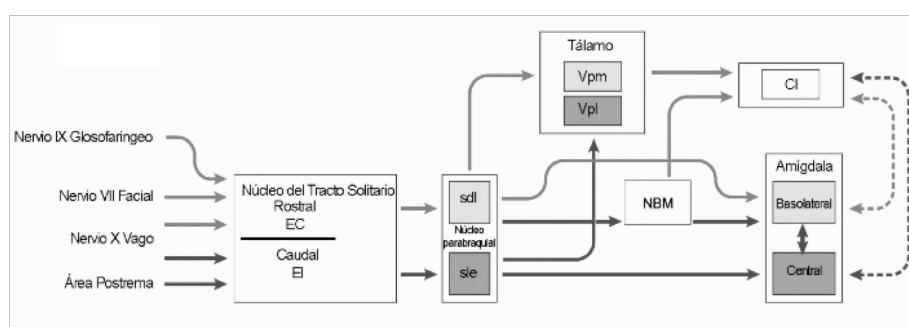 Tálamo
Vpm
Vpl
CI
Nervio IX Glosofaringeo
Nervio VII Facial
Nervio X Vago
Área Postrema
Núcleo del Tracto Solitario
Rostral
EC
Caudal
EI
sdl
Núcleo
parabraquial
sle
NBM
Amígdala
Basolateral
Central